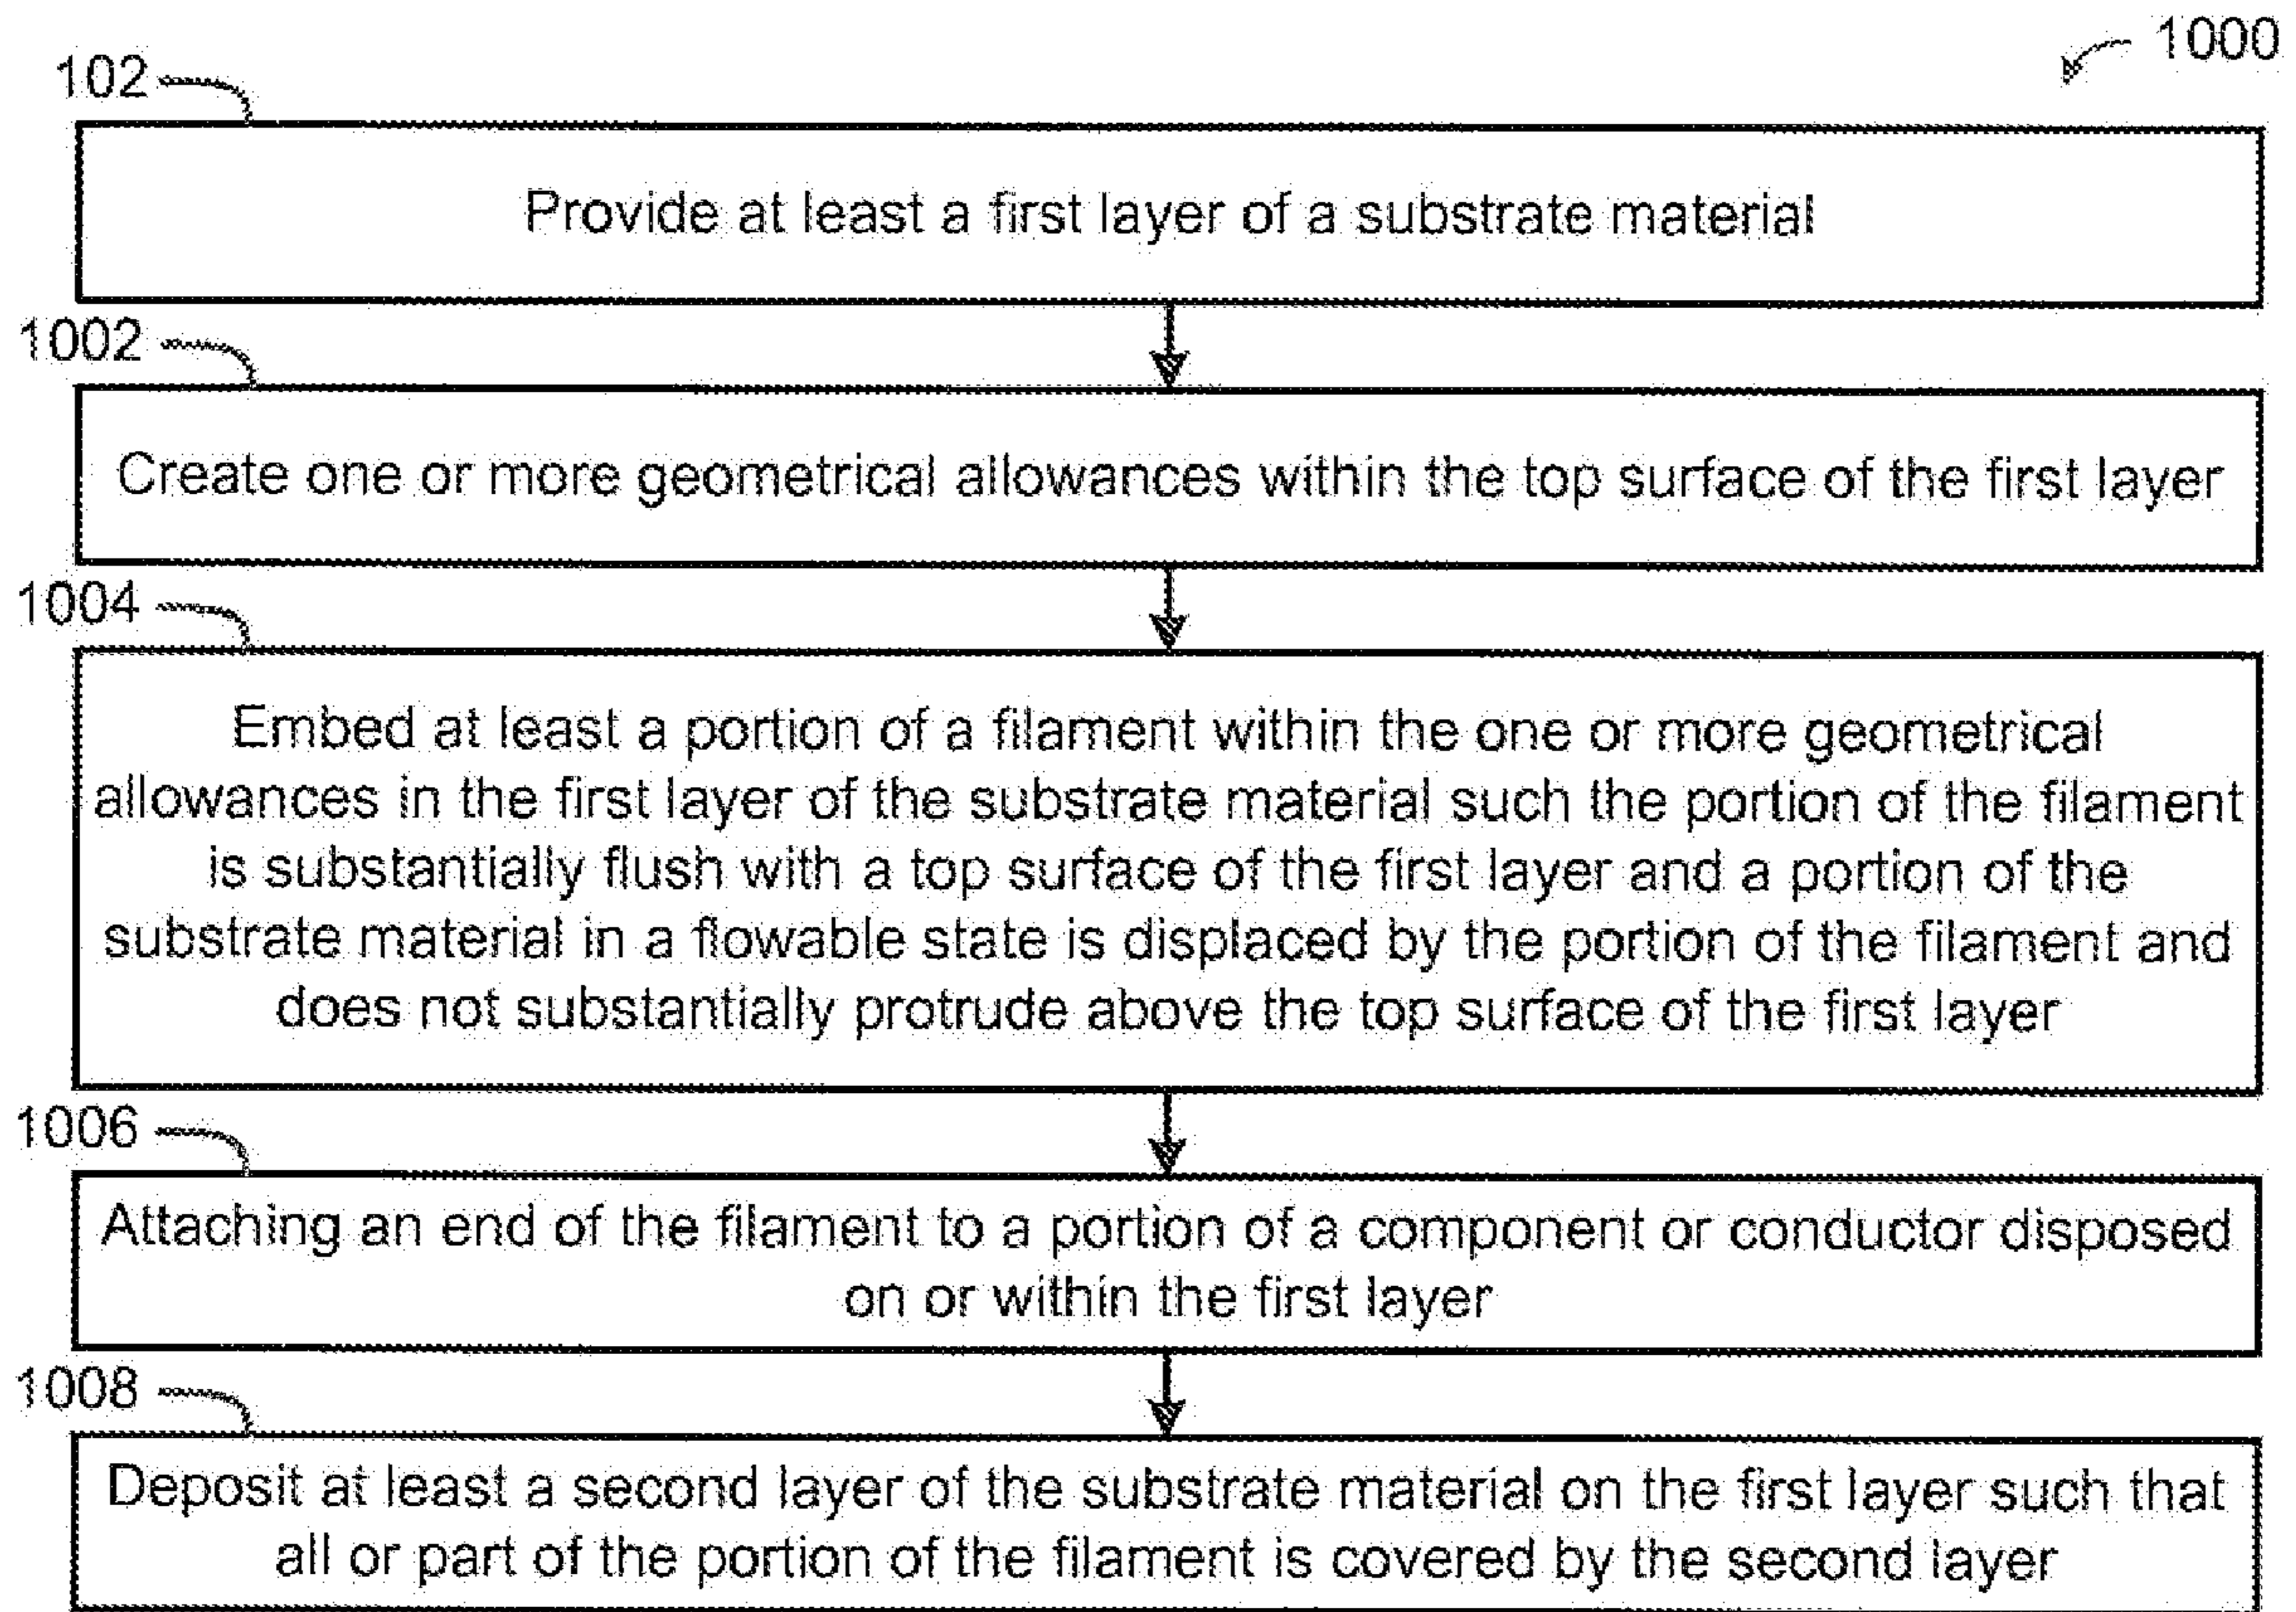 1000
102
Provide at least a first layer of a substrate material
1002
Create one or more geometrical allowances within the top surface of the first layer
1004
Embed at least a portion of a filament within the one or more geometrical
allowances in the first layer of the substrate material such the portion of the filament
is substantially flush with a top surface of the first layer and a portion of the
substrate material in a flowable state is displaced by the portion of the filament and
does not substantially protrude above the top surface of the first layer
1006
Attaching an end of the filament to a portion of a component or conductor disposed
on or within the first layer
1008
Deposit at least a second layer of the substrate material on the first layer such that
all or part of the portion of the filament is covered by the second layer